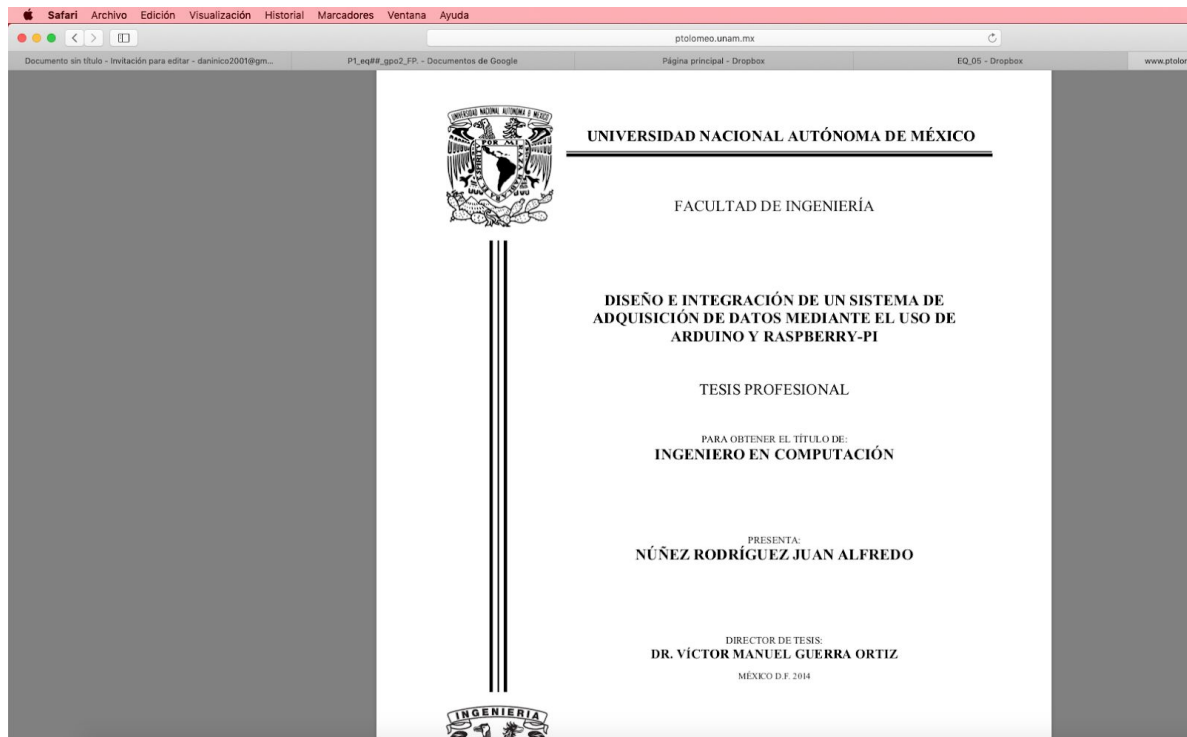 Safari Archivo Edición Visualización Historial Marcadores Ventana Ayuda
ptolomeo.unam.mx
Documento sin título - Invitación para editar - daninico2001@gm...
P1_eq##_gpo2_FP. - Documentos de Google
Página principal - Dropbox
EQ_05 - Dropbox
www.ptolor
UNIVERSIDAD NACIONAL AUTÓNOMA DE MÉXICO
POR MI RAZA
FACULTAD DE INGENIERÍA
DISEÑO E INTEGRACIÓN DE UN SISTEMA DE
ADQUISICIÓN DE DATOS MEDIANTE EL USO DE
ARDUINO Y RASPBERRY-PI
TESIS PROFESIONAL
PARA OBTENER EL TÍTULO DE:
INGENIERO EN COMPUTACIÓN
PRESENTA:
NÚÑEZ RODRÍGUEZ JUAN ALFREDO
DIRECTOR DE TESIS:
DR. VÍCTOR MANUEL GUERRA ORTIZ
MÉXICO D.F. 2014
INGENIERIA